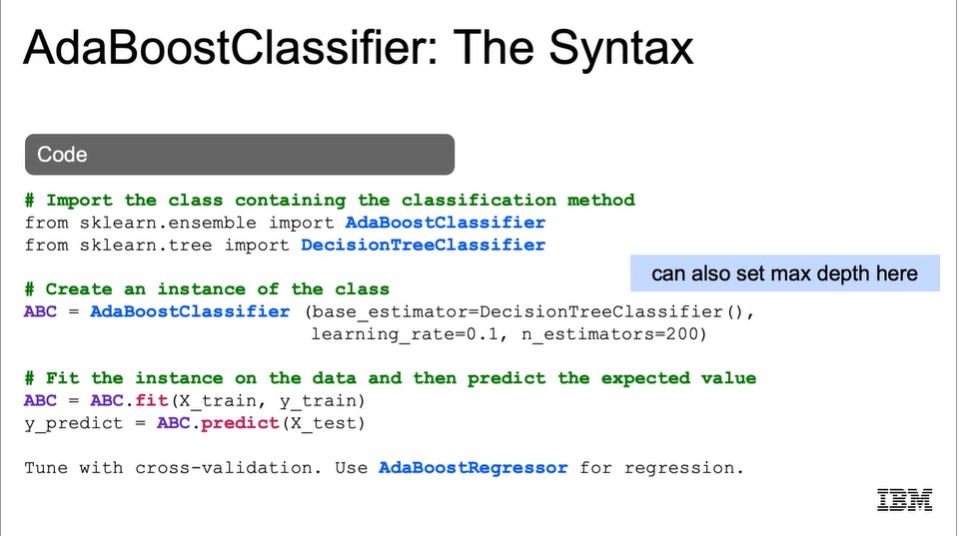 AdaBoostClassifier: The Syntax
Code
# Import the class containing the classification method
from sklearn.ensemble import AdaBoostClassifier
from sklearn.tree import DecisionTreeClassifier
can also set max depth here
# Create an instance of the class
ABC = AdaBoostClassifier (base_estimator=DecisionTreeClassifier(),
learning_rate=0.1, n_estimators=200)
# Fit the instance on the data and then predict the expected value
ABC = ABC.fit(X_train, y_train)
y_predict = ABC.predict(X_test)
Tune with cross-validation. Use AdaBoostRegressor for regression.
IBM